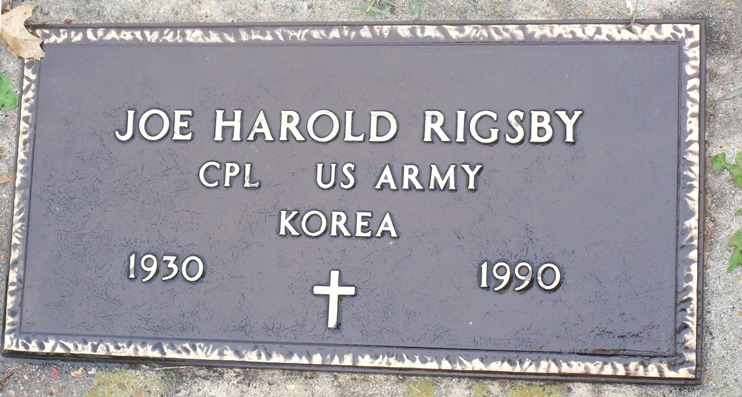 JOE HAROLD RIGSBY
CPL US ARMY
KOREA
1930 1990